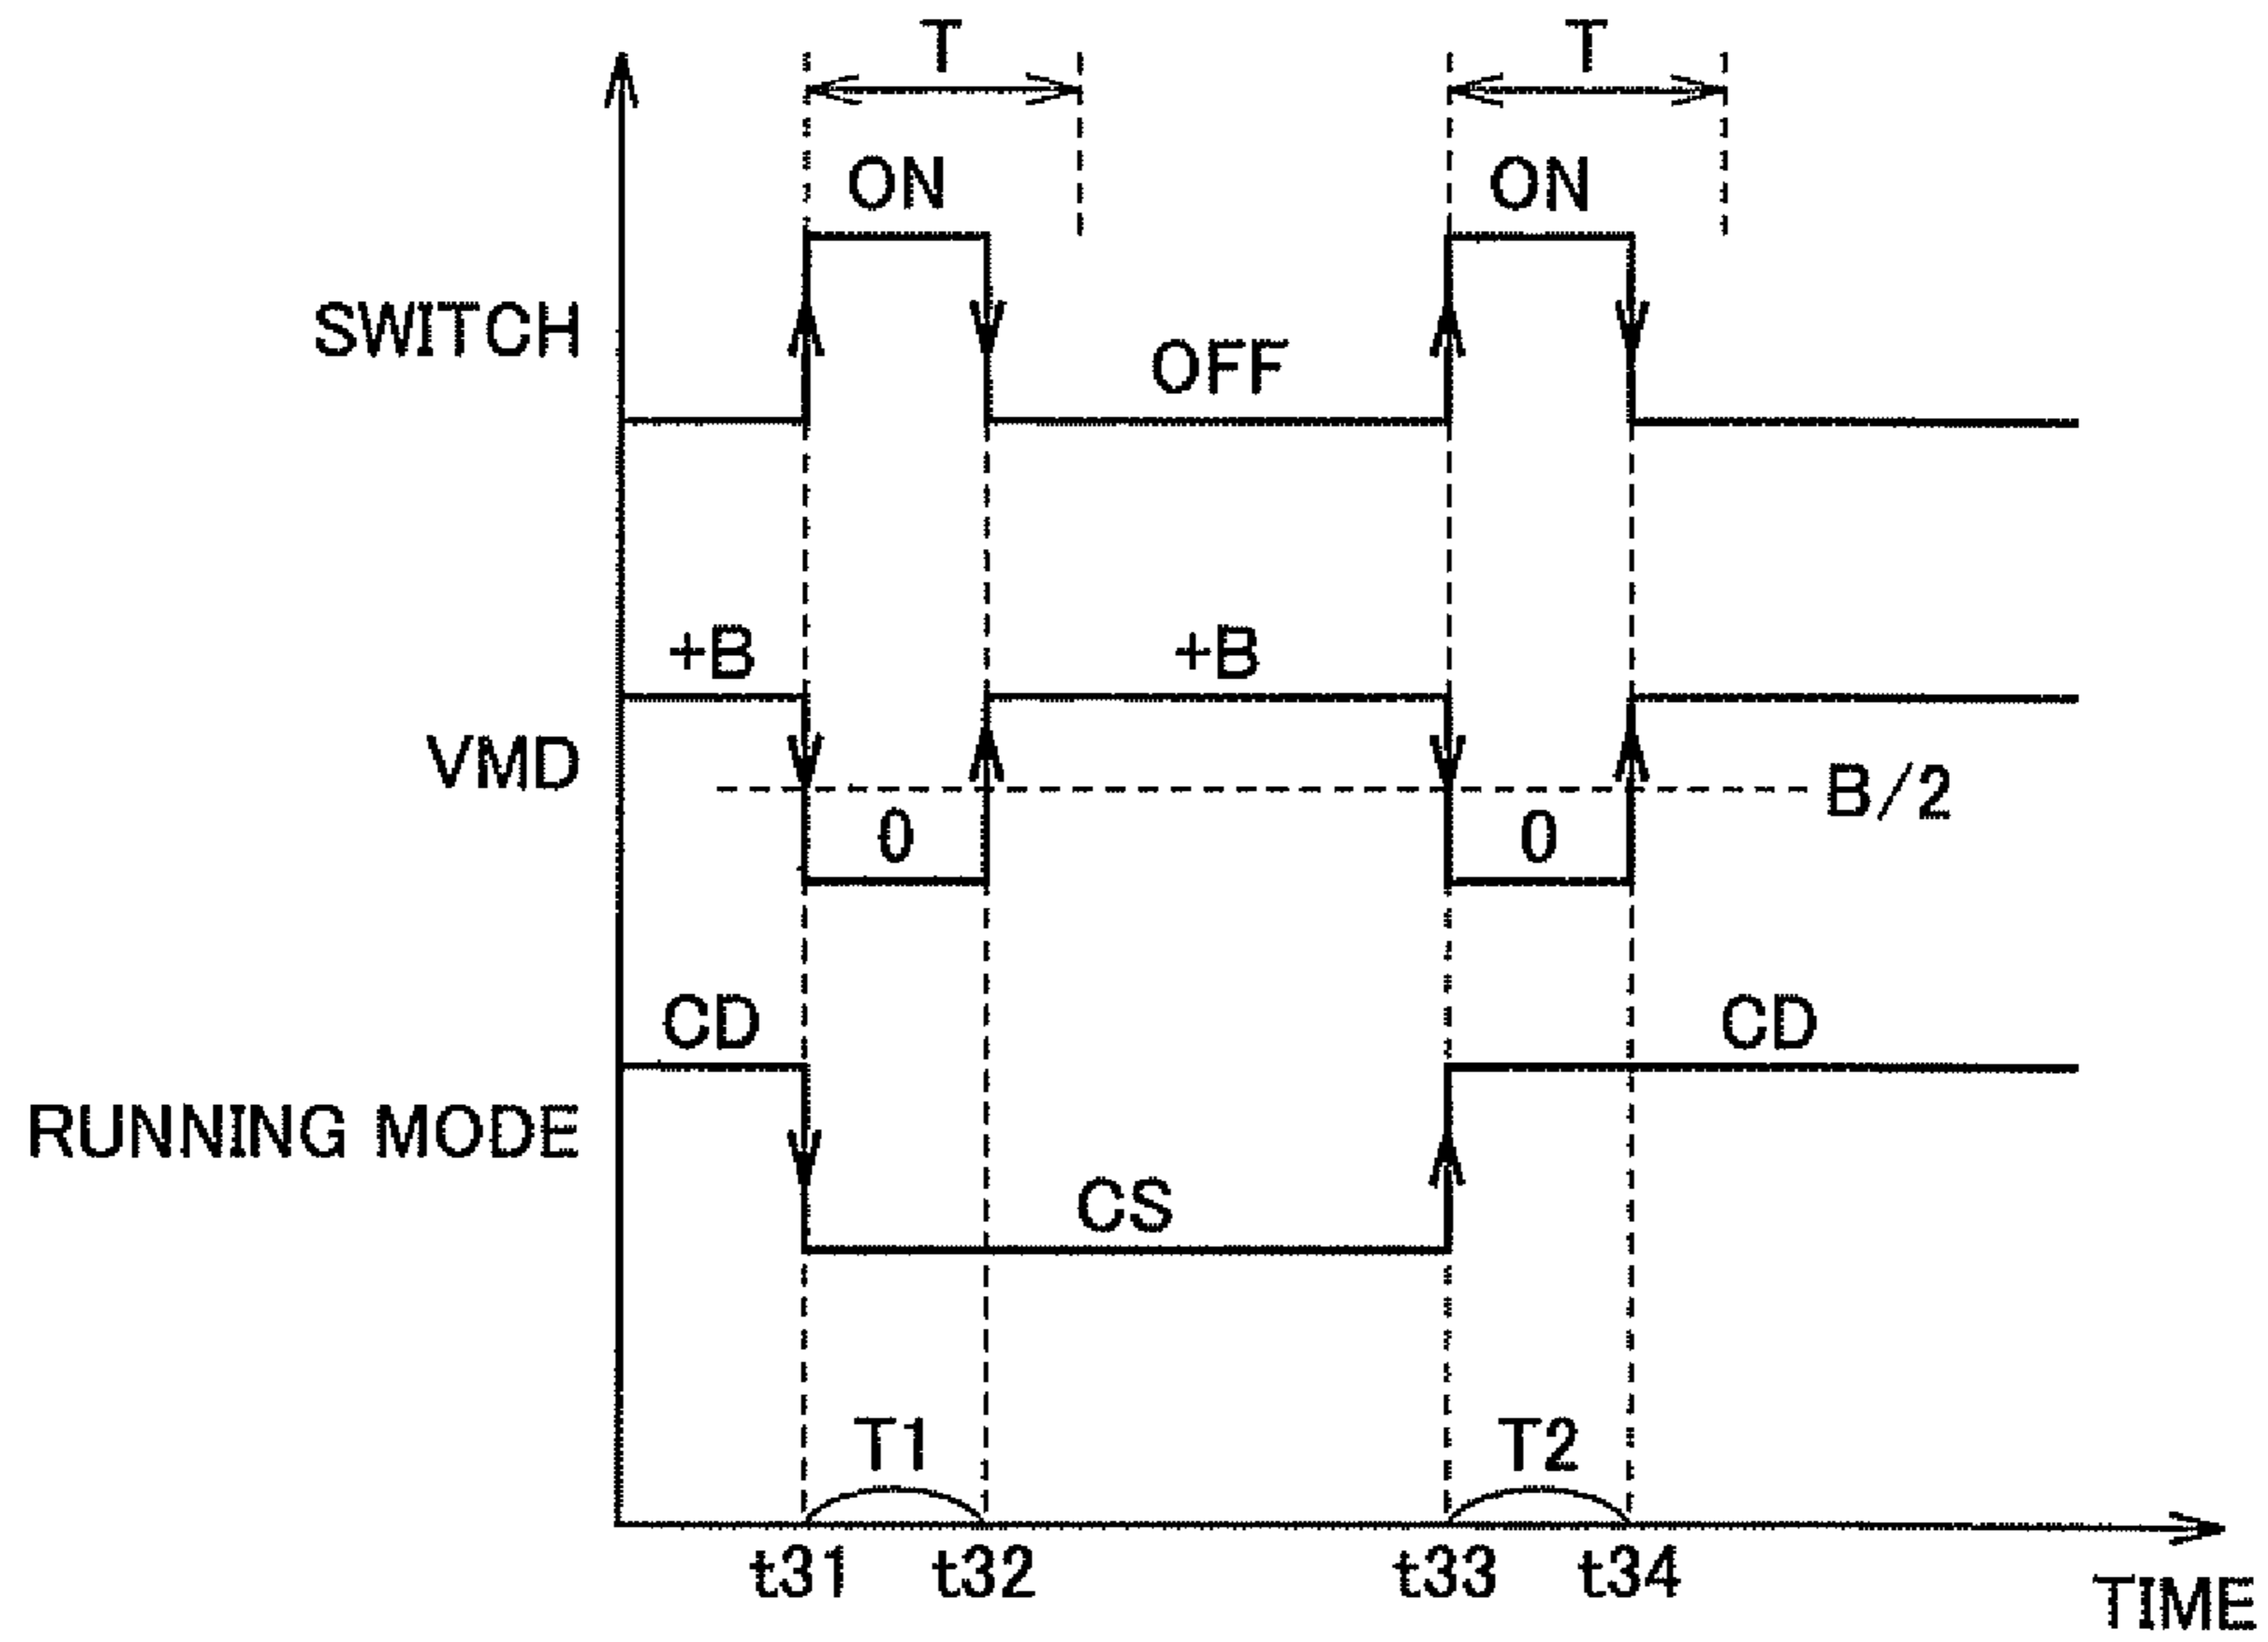 T T
ON ON
SWITCH
OFF
+B +B
VMD
B/2
0 0
CD CD
RUNNING MODE
CS
T1 T2
t31 t32 t33 t34
TIME